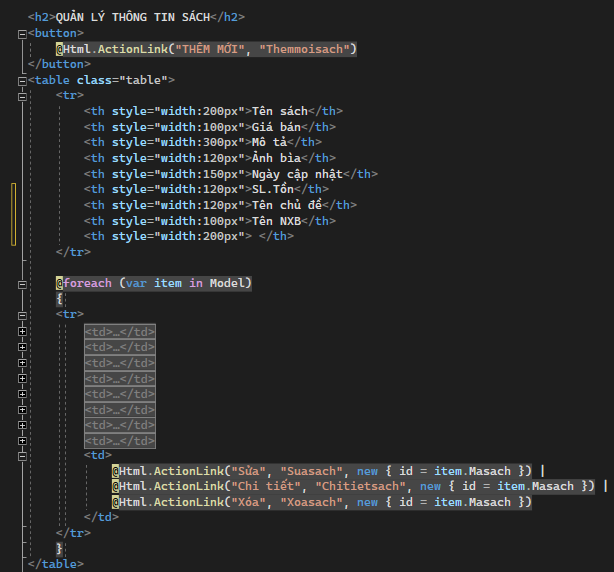 <h2>QUẢN LÝ THÔNG TIN SÁCH</h2>
<button>
@Html.ActionLink("THÊM MỚI", "Themmoisach")
</button>
<table class="table">
<tr>
<th style="width:200px">Tên sách</th>
<th style="width:100px">Giá bán</th>
<th style="width:300px">Mô tả</th>
<th style="width:120px">Ảnh bìa</th>
<th style="width:150px">Ngày cập nhật</th>
<th style="width:120px">SL.Tồn</th>
<th style="width:120px">Tên chủ đề</th>
<th style="width:100px">Tên NXB</th>
<th style="width:200px"> </th>
</tr>
@foreach (var item in Model)
{
<tr>
<td>…</td>
<td>…</td>
<td>…</td>
<td>…</td>
<td>…</td>
<td>…</td>
<td>…</td>
<td>…</td>
<td>
@Html.ActionLink("Sửa", "Suasach", new { id = item.Masach }) |
@Html.ActionLink("Chi tiết", "Chitietsach", new { id = item.Masach }) |
@Html.ActionLink("Xóa", "Xoasach", new { id = item.Masach })
</td>
</tr>
}
</table>